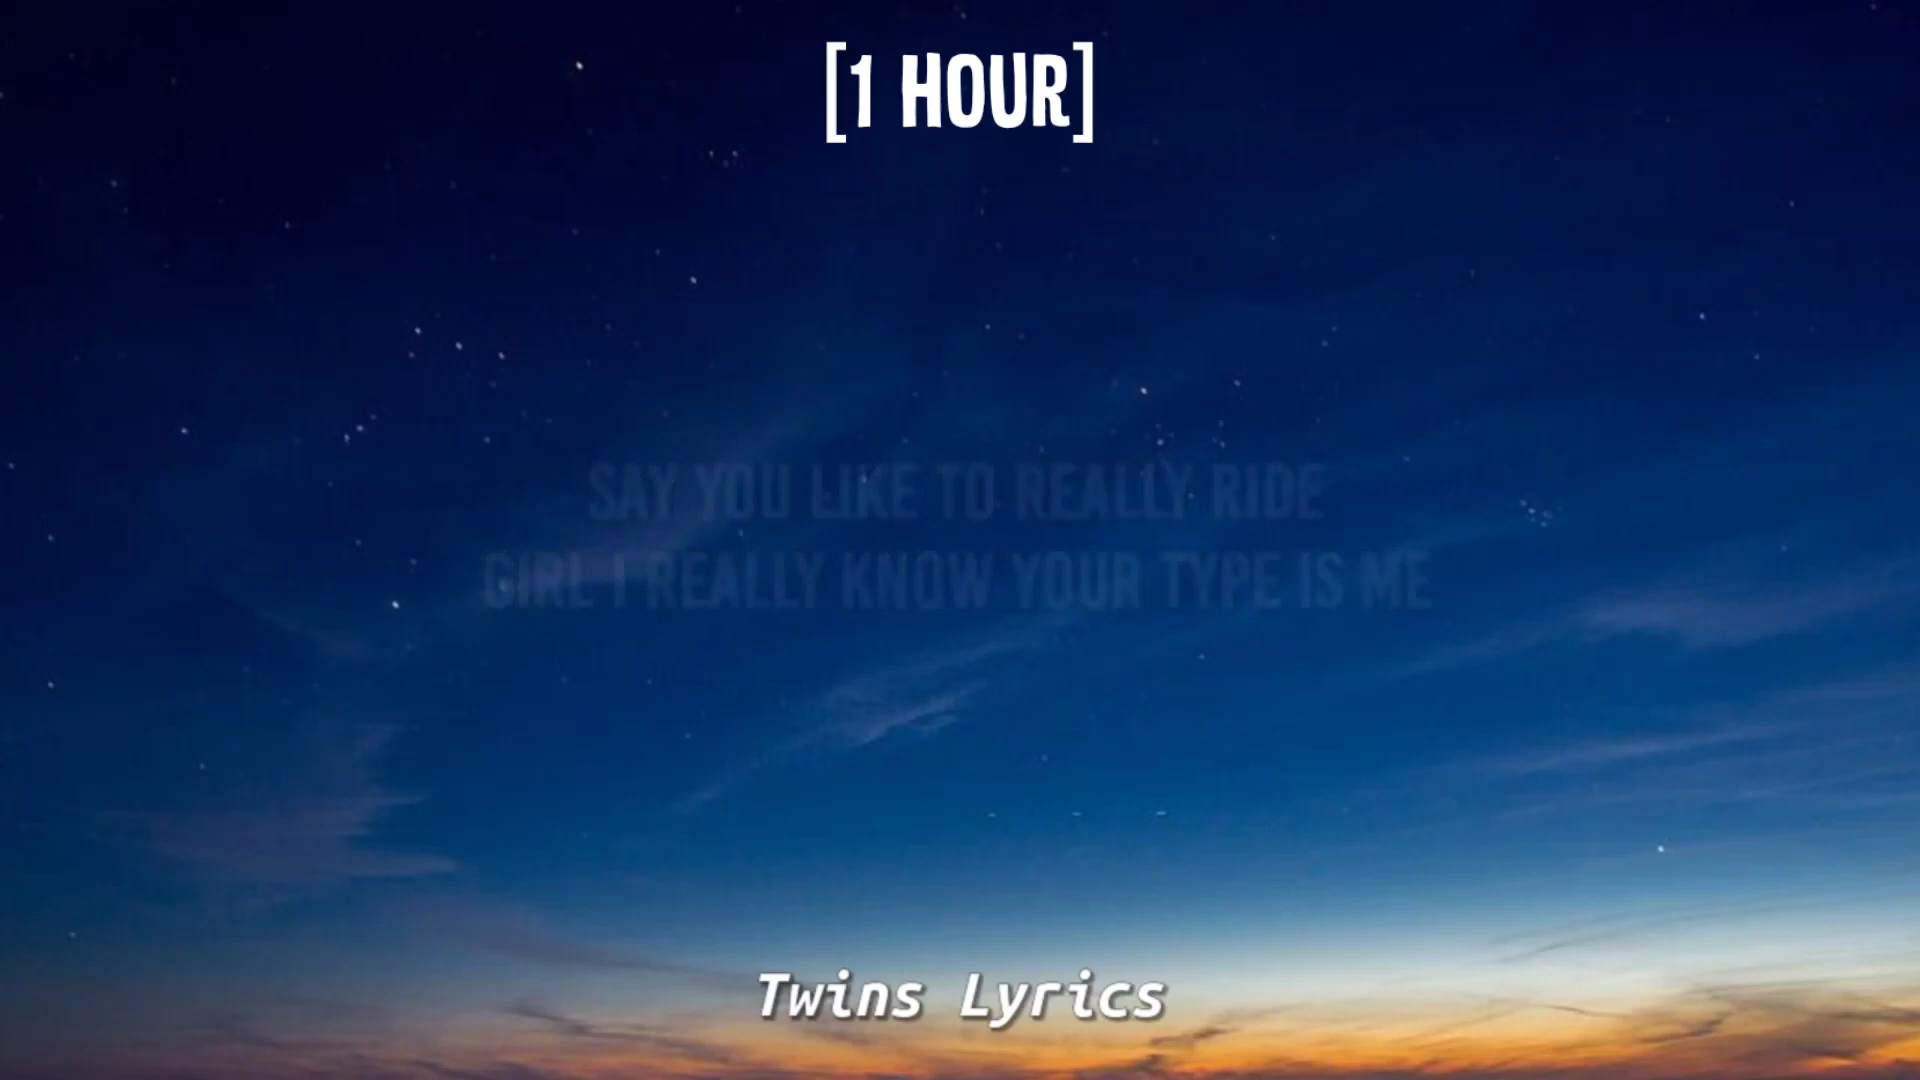 [1 HOUR]
SAY YOU LIKE TO REALLY RIDE
GIRL I REALLY KNOW YOUR TYPE IS ME
Twins Lyrics